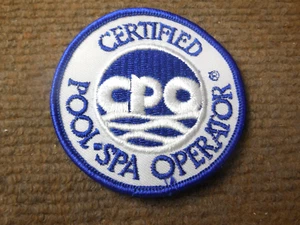 CERTIFIED
CPO®
POOL · SPA OPERATOR